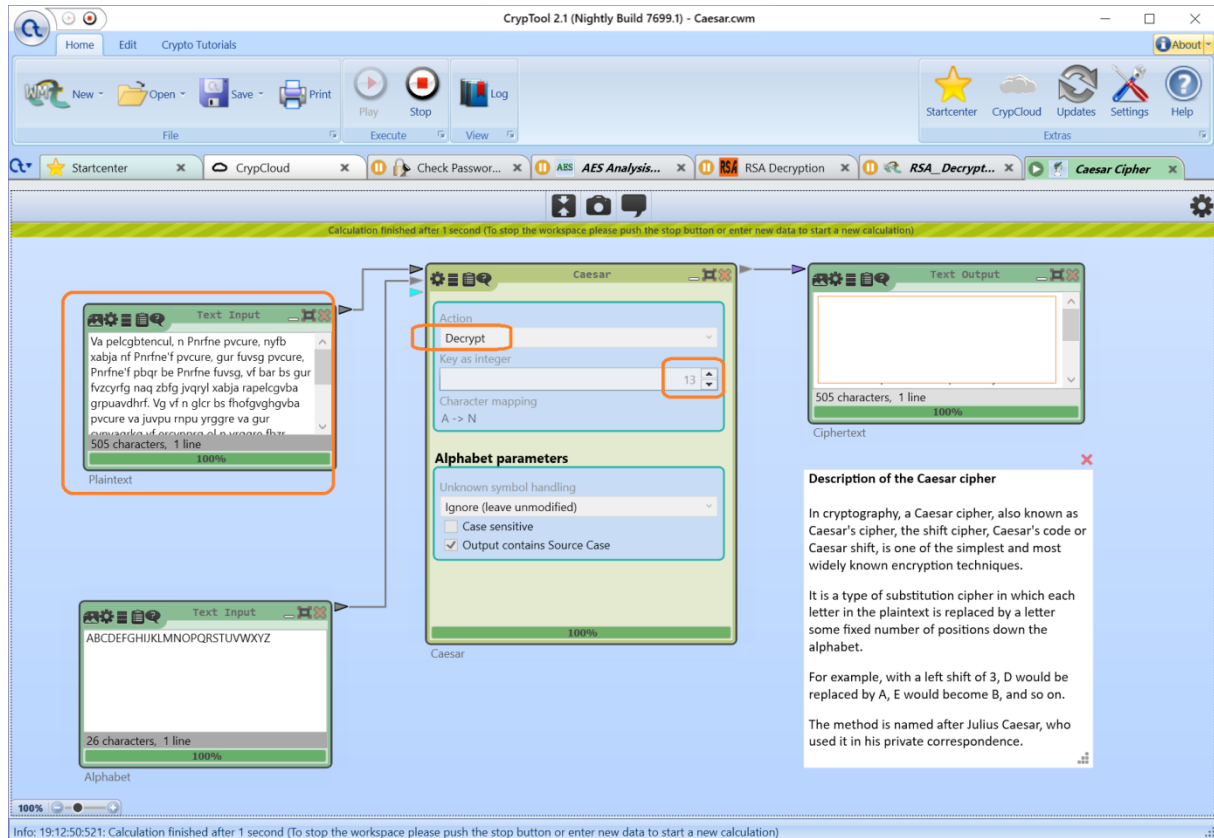 CrypTool 2.1 (Nightly Build 7699.1) - Caesar.cwm
Home Edit Crypto Tutorials
About
New Open Save Print
Play Stop
Log
Startcenter CrypCloud Updates Settings Help
File Execute View Extras
Startcenter CrypCloud Check Passwor... AES AES Analysis... RSA RSA Decryption RSA_Decrypt... Caesar Cipher
Calculation finished after 1 second (To stop the workspace please push the stop button or enter new data to start a new calculation)
Text Input
Va pelcgbtencul, n Pnrfne pvcure, nyfb
xabja nf Pnrfne'f pvcure, gur fuvsg pvcure,
Pnrfne'f pbqr be Pnrfne fuvsg, vf bar bs gur
fvzcyrfg naq zbfg jvqryl xabja rapelcgvba
grpuavdhrf. Vg vf n glcr bs fhofgvghgvba
pvcure va juvpu rnpu yrggre va gur
505 characters, 1 line
100%
Plaintext
Caesar
Action
Decrypt
Key as integer
13
Character mapping
A -> N
Alphabet parameters
Unknown symbol handling
Ignore (leave unmodified)
Case sensitive
Output contains Source Case
100%
Caesar
Text Output
505 characters, 1 line
100%
Ciphertext
Text Input
ABCDEFGHIJKLMNOPQRSTUVWXYZ
26 characters, 1 line
100%
Alphabet
Description of the Caesar cipher
In cryptography, a Caesar cipher, also known as
Caesar's cipher, the shift cipher, Caesar's code or
Caesar shift, is one of the simplest and most
widely known encryption techniques.
It is a type of substitution cipher in which each
letter in the plaintext is replaced by a letter
some fixed number of positions down the
alphabet.
For example, with a left shift of 3, D would be
replaced by A, E would become B, and so on.
The method is named after Julius Caesar, who
used it in his private correspondence.
100%
Info: 19:12:50:521: Calculation finished after 1 second (To stop the workspace please push the stop button or enter new data to start a new calculation)